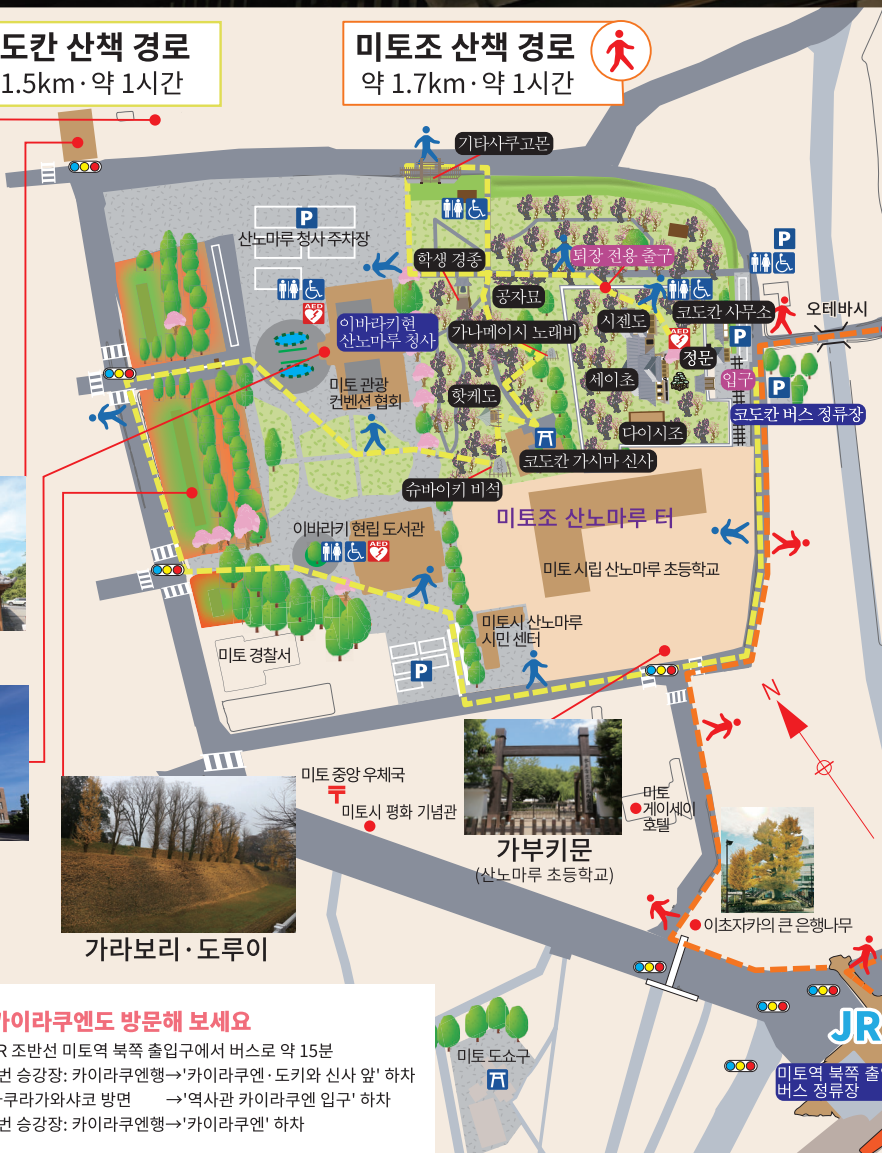 도칸 산책 경로
1.5km·약 1시간
미토조 산책 경로
약 1.7km·약 1시간
기타사쿠고몬
P
산노마루 청사 주차장
학생 경종
퇴장 전용 출구
P
공자묘
AED
이바라키현
산노마루 청사
가나메이시 노래비
시젠도
코도칸 사무소
오테바시
AED
정문
P
미토 관광
컨벤션 협회
핫케도
세이초
입구
P
코도칸 버스 정류장
다이시조
코도칸 가시마 신사
슈바이키 비석
미토조 산노마루 터
이바라키 현립 도서관
AED
미토 시립 산노마루 초등학교
미토시 산노마루
시민 센터
미토 경찰서
P
N
미토 중앙 우체국
미토시 평화 기념관
미토
게이세이
호텔
가부키문
(산노마루 초등학교)
이초자카의 큰 은행나무
가라보리·도루이
카이라쿠엔도 방문해 보세요
R 조반선 미토역 북쪽 출입구에서 버스로 약 15분
번 승강장: 카이라쿠엔행→'카이라쿠엔·도키와 신사 앞' 하차
쿠라가와샤코 방면 →'역사관 카이라쿠엔 입구' 하차
번 승강장: 카이라쿠엔행→'카이라쿠엔' 하차
미토 도쇼구
JR
미토역 북쪽 출
버스 정류장